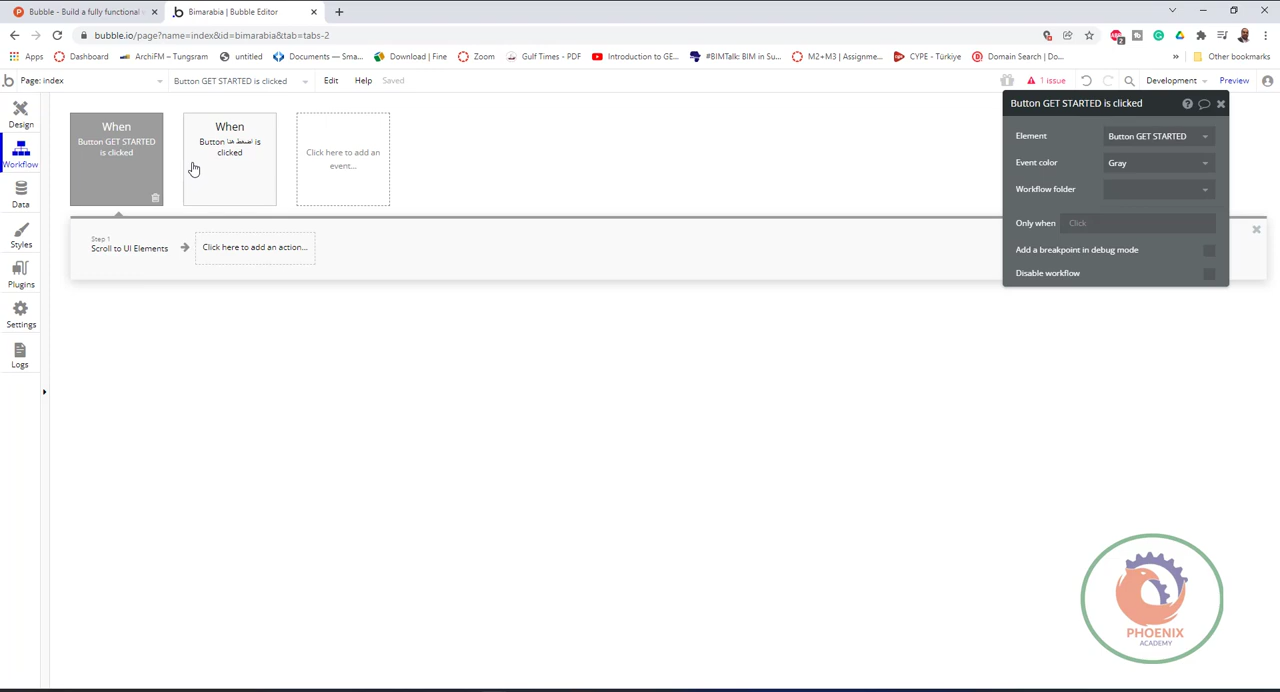 Bubble - Build a fully functional
Bimarabia | Bubble Editor
bubble.io/page?name=index&id=bimarabia&tab=tabs-2
Apps
Dashboard
ArchiFM – Tungsram
untitled
Documents — Sma...
Download | Fine
Zoom
Gulf Times - PDF
Introduction to GE...
#BIMTalk: BIM in Su...
M2+M3 | Assignme...
CYPE - Türkiye
Domain Search | Do...
»
Other bookmarks
Page: index
Button GET STARTED is clicked
Edit
Help
Saved
1 issue
Development
Preview
Design
Workflow
Data
Styles
Plugins
Settings
Logs
When
Button GET STARTED
is clicked
When
Button اضغط هنا is
clicked
Click here to add an
event...
Step 1
Scroll to UI Elements
Click here to add an action...
Button GET STARTED is clicked
Element
Button GET STARTED
Event color
Gray
Workflow folder
Only when
Click
Add a breakpoint in debug mode
Disable workflow
PHOENIX
ACADEMY